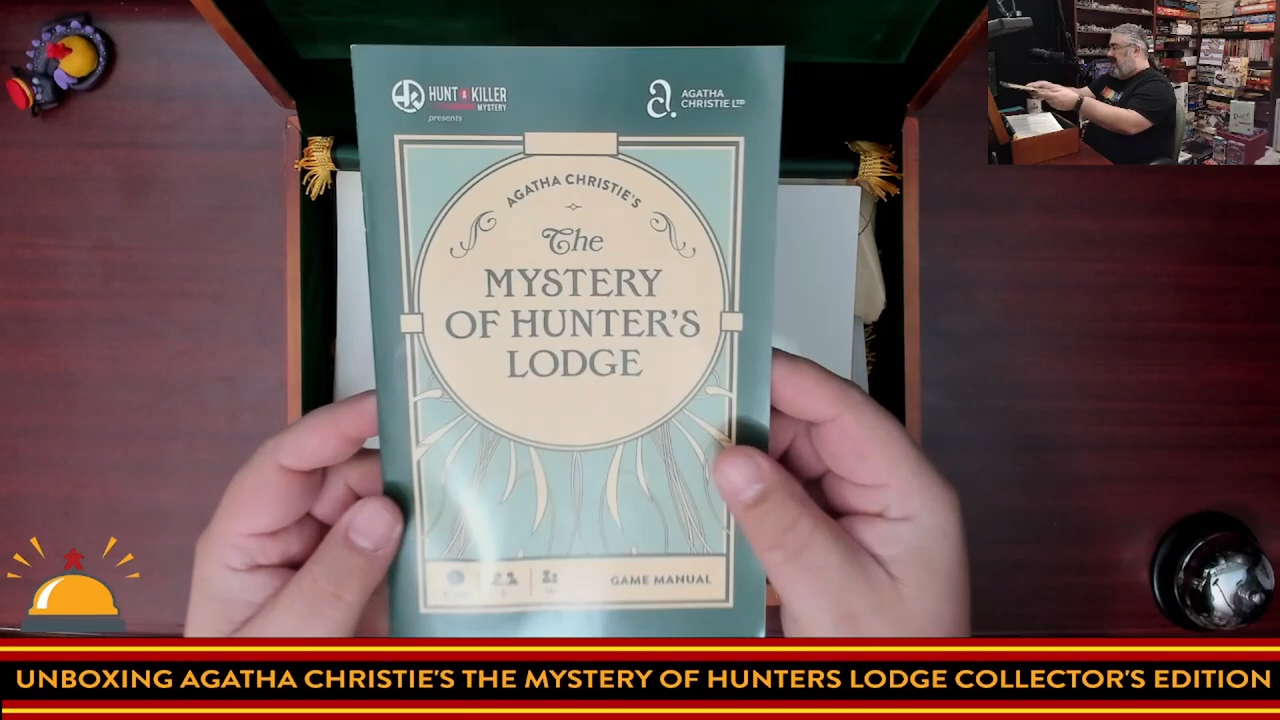 HUNT A KILLER
MYSTERY
presents
AGATHA
CHRISTIE LTD
AGATHA CHRISTIE'S
The
MYSTERY
OF HUNTER'S
LODGE
GAME MANUAL
UNBOXING AGATHA CHRISTIE'S THE MYSTERY OF HUNTERS LODGE COLLECTOR'S EDITION